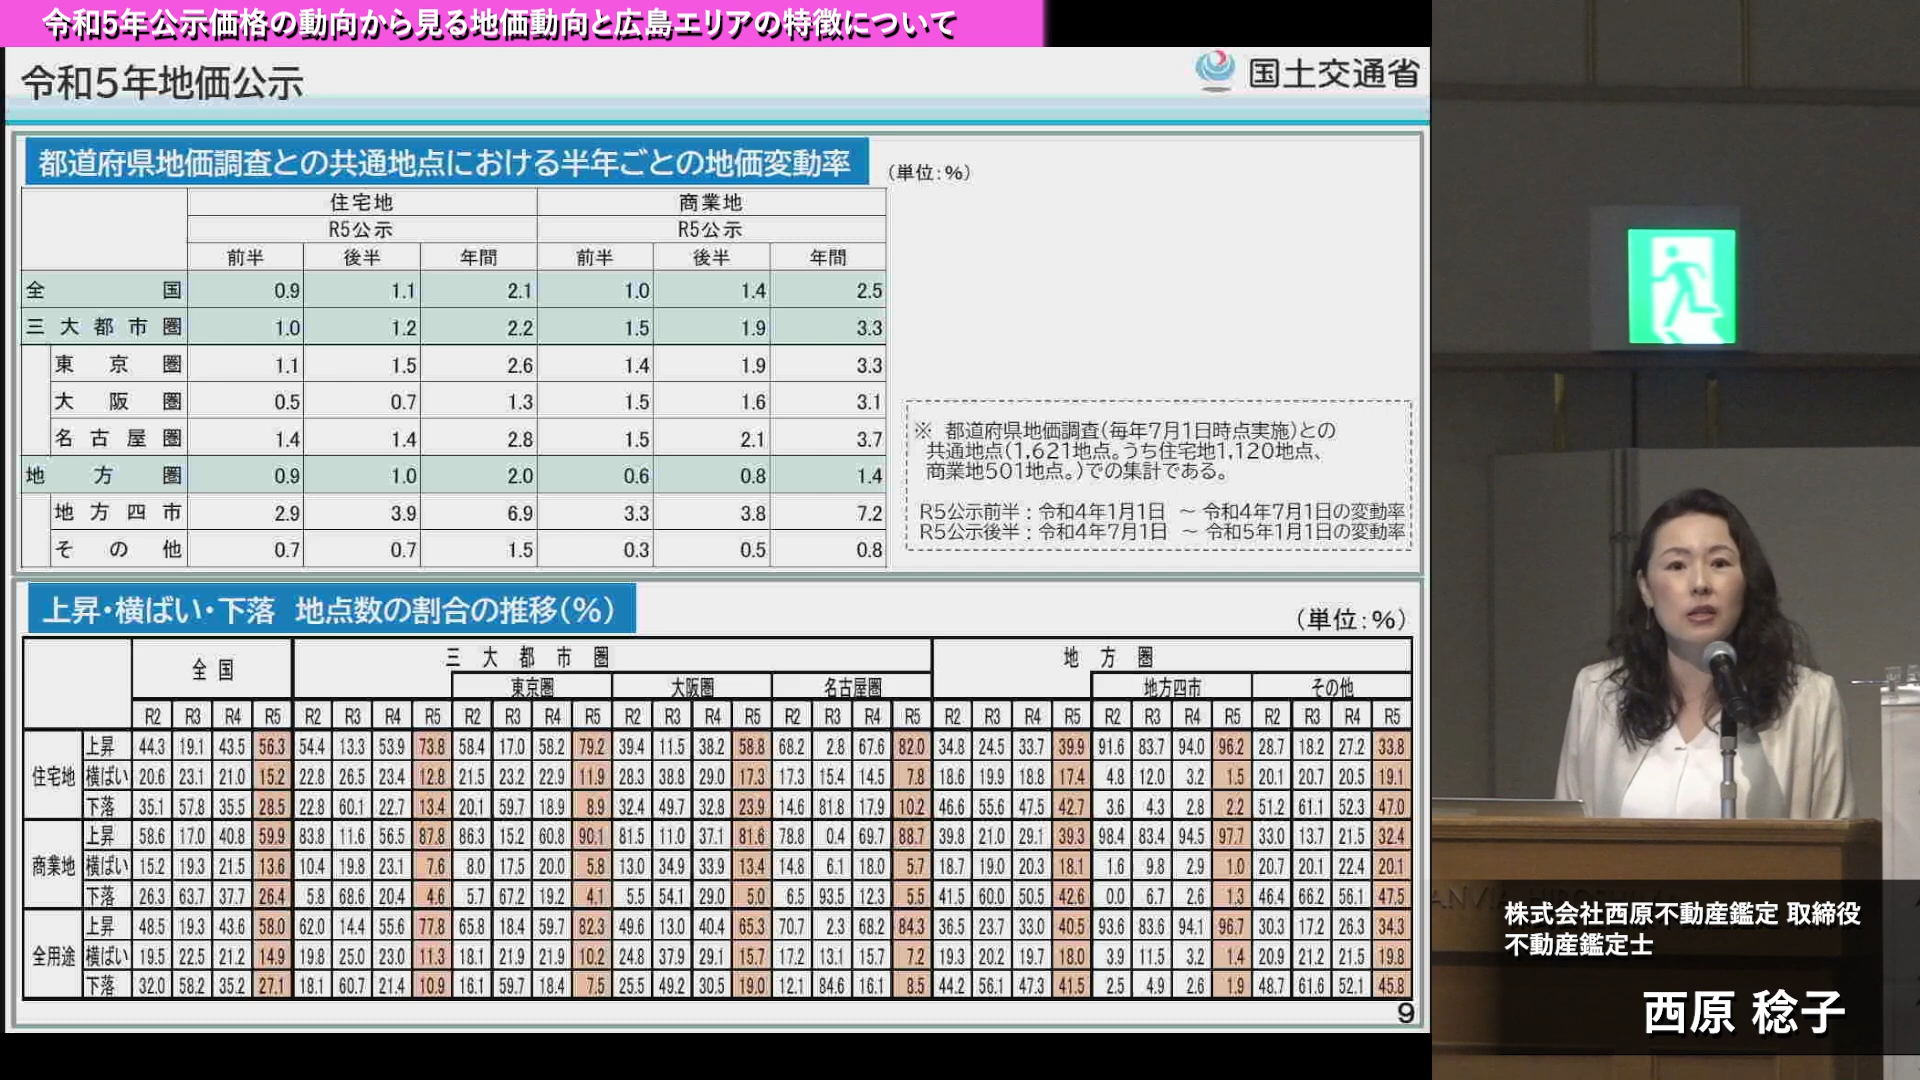 令和5年公示価格の動向から見る地価動向と広島エリアの特徴について
令和5年地価公示
国土交通省
都道府県地価調査との共通地点における半年ごとの地価変動率
(単位:%)
住宅地 商業地
R5公示 R5公示
前半 後半 年間 前半 後半 年間
全国 0.9 1.1 2.1 1.0 1.4 2.5
三大都市圏 1.0 1.2 2.2 1.5 1.9 3.3
東京圏 1.1 1.5 2.6 1.4 1.9 3.3
大阪圏 0.5 0.7 1.3 1.5 1.6 3.1
名古屋圏 1.4 1.4 2.8 1.5 2.1 3.7
地方圏 0.9 1.0 2.0 0.6 0.8 1.4
地方四市 2.9 3.9 6.9 3.3 3.8 7.2
その他 0.7 0.7 1.5 0.3 0.5 0.8
※ 都道府県地価調査(毎年7月1日時点実施)との
共通地点(1,621地点。うち住宅地1,120地点、
商業地501地点。)での集計である。
R5公示前半:令和4年1月1日 ~ 令和4年7月1日の変動率
R5公示後半:令和4年7月1日 ~ 令和5年1月1日の変動率
上昇・横ばい・下落 地点数の割合の推移(%)
(単位:%)
全国 三大都市圏 地方圏
東京圏 大阪圏 名古屋圏 地方四市 その他
R2 R3 R4 R5 R2 R3 R4 R5 R2 R3 R4 R5 R2 R3 R4 R5 R2 R3 R4 R5 R2 R3 R4 R5 R2 R3 R4 R5 R2 R3 R4 R5
住宅地
上昇 44.3 19.1 43.5 56.3 54.4 13.3 53.9 73.8 58.4 17.0 58.2 79.2 39.4 11.5 38.2 58.8 68.2 2.8 67.6 82.0 34.8 24.5 33.7 39.9 91.6 83.7 94.0 96.2 28.7 18.2 27.2 33.8
横ばい 20.6 23.1 21.0 15.2 22.8 26.5 23.4 12.8 21.5 23.2 22.9 11.9 28.3 38.8 29.0 17.3 17.3 15.4 14.5 7.8 18.6 19.9 18.8 17.4 4.8 12.0 3.2 1.5 20.1 20.7 20.5 19.1
下落 35.1 57.8 35.5 28.5 22.8 60.1 22.7 13.4 20.1 59.7 18.9 8.9 32.4 49.7 32.8 23.9 14.6 81.8 17.9 10.2 46.6 55.6 47.5 42.7 3.6 4.3 2.8 2.2 51.2 61.1 52.3 47.0
商業地
上昇 58.6 17.0 40.8 59.9 83.8 11.6 56.5 87.8 86.3 15.2 60.8 90.1 81.5 11.0 37.1 81.6 78.8 0.4 69.7 88.7 39.8 21.0 29.1 39.3 98.4 83.4 94.5 97.7 33.0 13.7 21.5 32.4
横ばい 15.2 19.3 21.5 13.6 10.4 19.8 23.1 7.6 8.0 17.5 20.0 5.8 13.0 34.9 33.9 13.4 14.8 6.1 18.0 5.7 18.7 19.0 20.3 18.1 1.6 9.8 2.9 1.0 20.7 20.1 22.4 20.1
下落 26.3 63.7 37.7 26.4 5.8 68.6 20.4 4.6 5.7 67.2 19.2 4.1 5.5 54.1 29.0 5.0 6.5 93.5 12.3 5.5 41.5 60.0 50.5 42.6 0.0 6.7 2.6 1.3 46.4 66.2 56.1 47.5
全用途
上昇 48.5 19.3 43.6 58.0 62.0 14.4 55.6 77.8 65.8 18.4 59.7 82.3 49.6 13.0 40.4 65.3 70.7 2.3 68.2 84.3 36.5 23.7 33.0 40.5 93.6 83.6 94.1 96.7 30.3 17.2 26.3 34.3
横ばい 19.5 22.5 21.2 14.9 19.8 25.0 23.0 11.3 18.1 21.9 21.9 10.2 24.8 37.9 29.1 15.7 17.2 13.1 15.7 7.2 19.3 20.2 19.7 18.0 3.9 11.5 3.2 1.4 20.9 21.2 21.5 19.8
下落 32.0 58.2 35.2 27.1 18.1 60.7 21.4 10.9 16.1 59.7 18.4 7.5 25.5 49.2 30.5 19.0 12.1 84.6 16.1 8.5 44.2 56.1 47.3 41.5 2.5 4.9 2.6 1.9 48.7 61.6 52.1 45.8
9
株式会社西原不動産鑑定 取締役
不動産鑑定士
西原 稔子